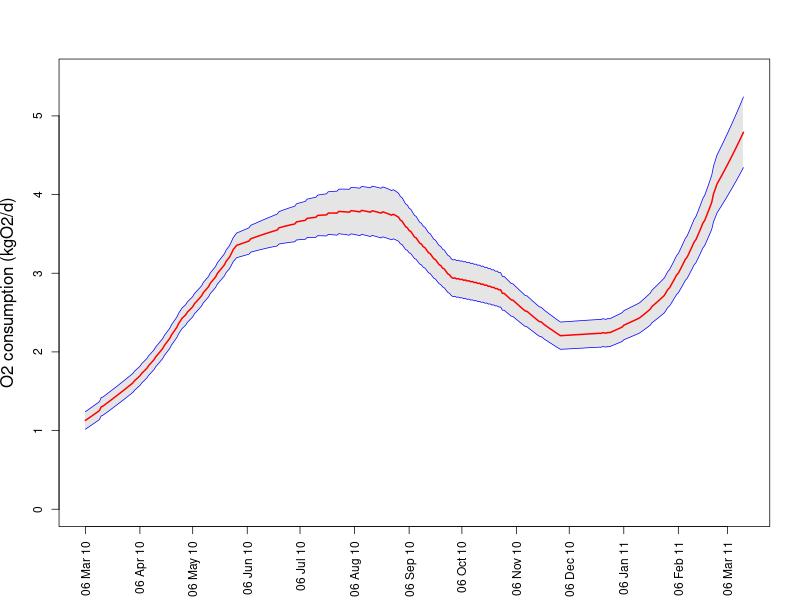 O2 consumption (kgO2/d)
5
4
3
2
1
0
06 Mar 10
06 Apr 10
06 May 10
06 Jun 10
06 Jul 10
06 Aug 10
06 Sep 10
06 Oct 10
06 Nov 10
06 Dec 10
06 Jan 11
06 Feb 11
06 Mar 11